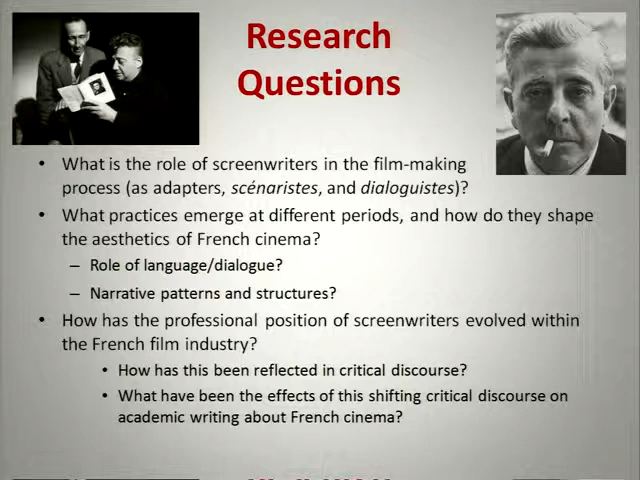 Research
Questions
• What is the role of screenwriters in the film-making
process (as adapters, scénaristes, and dialoguistes)?
• What practices emerge at different periods, and how do they shape
the aesthetics of French cinema?
– Role of language/dialogue?
– Narrative patterns and structures?
• How has the professional position of screenwriters evolved within
the French film industry?
• How has this been reflected in critical discourse?
• What have been the effects of this shifting critical discourse on
academic writing about French cinema?